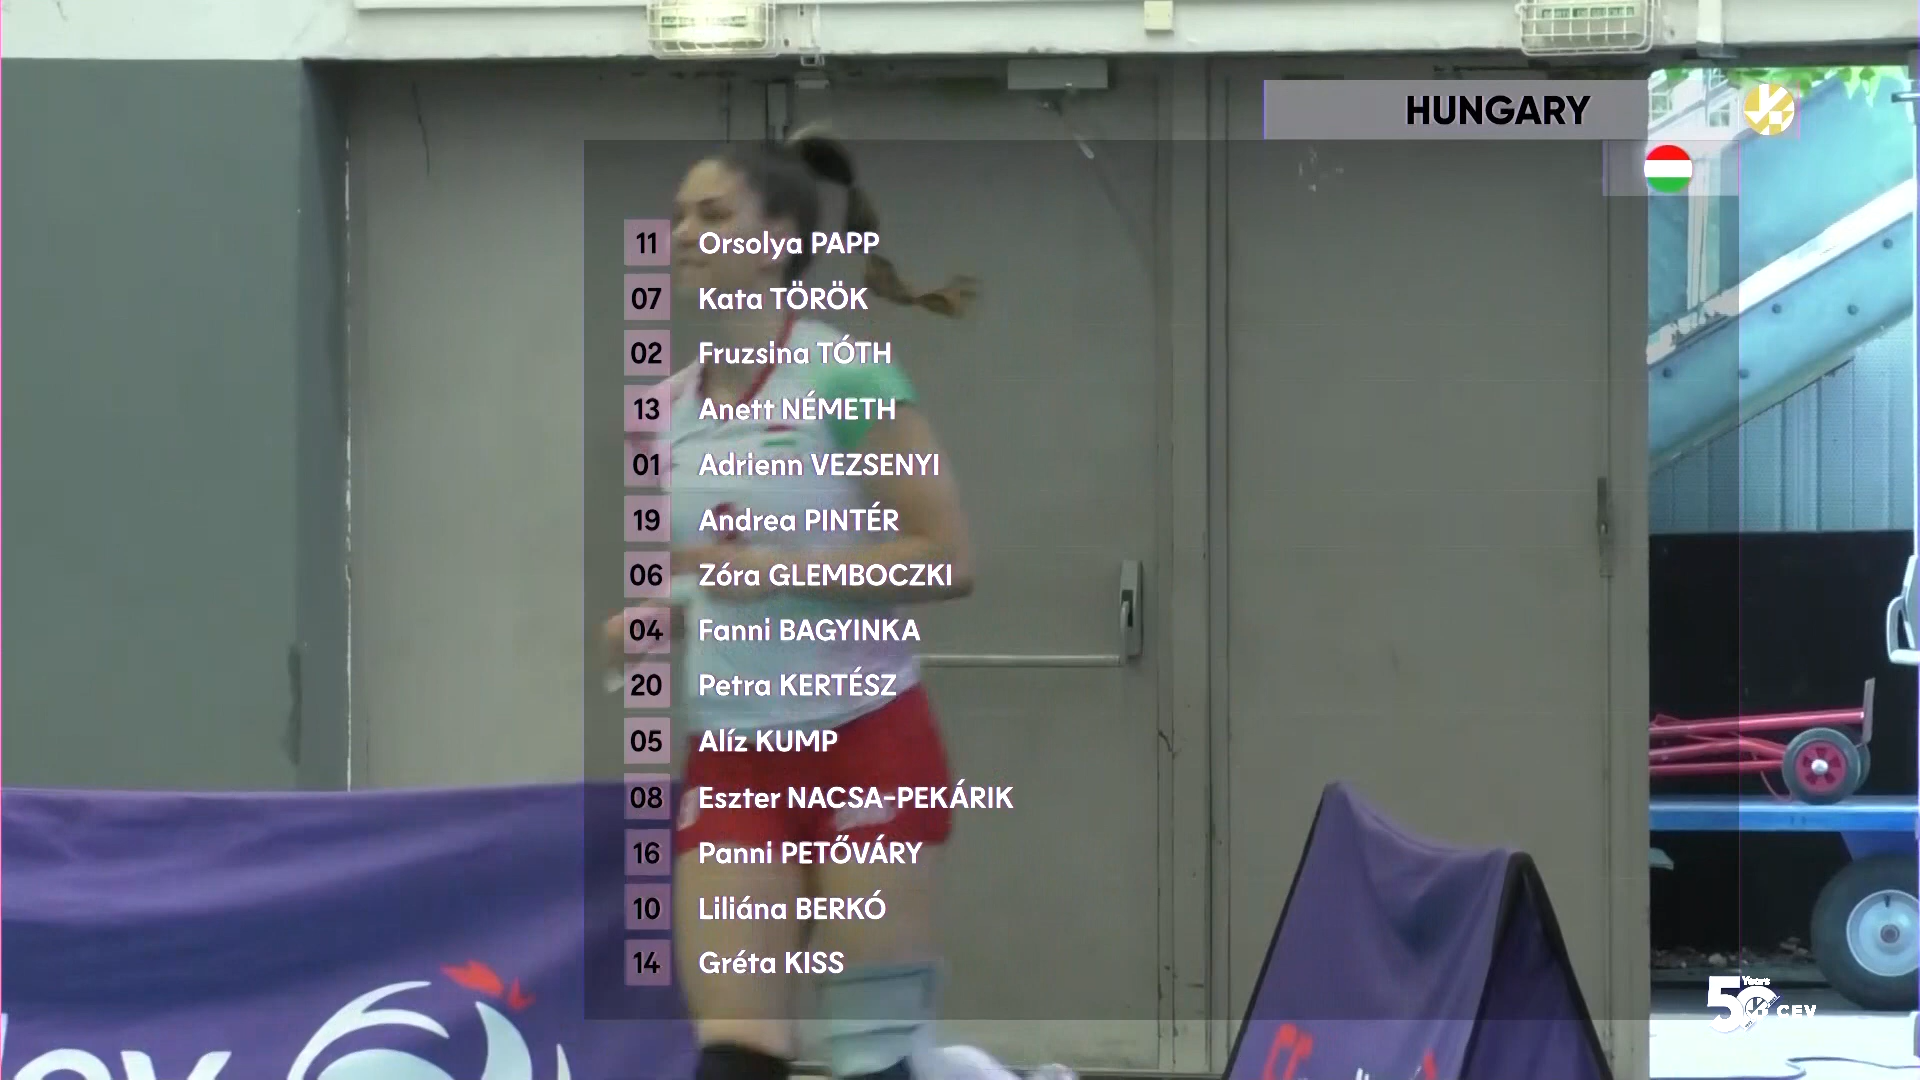 HUNGARY
11 Orsolya PAPP
07 Kata TÖRÖK
02 Fruzsina TÓTH
13 Anett NÉMETH
01 Adrienn VEZSENYI
19 Andrea PINTÉR
06 Zóra GLEMBOCZKI
04 Fanni BAGYINKA
20 Petra KERTÉSZ
05 Alíz KUMP
08 Eszter NACSA-PEKÁRIK
16 Panni PETŐVÁRY
10 Liliána BERKÓ
14 Gréta KISS
50 Years CEV